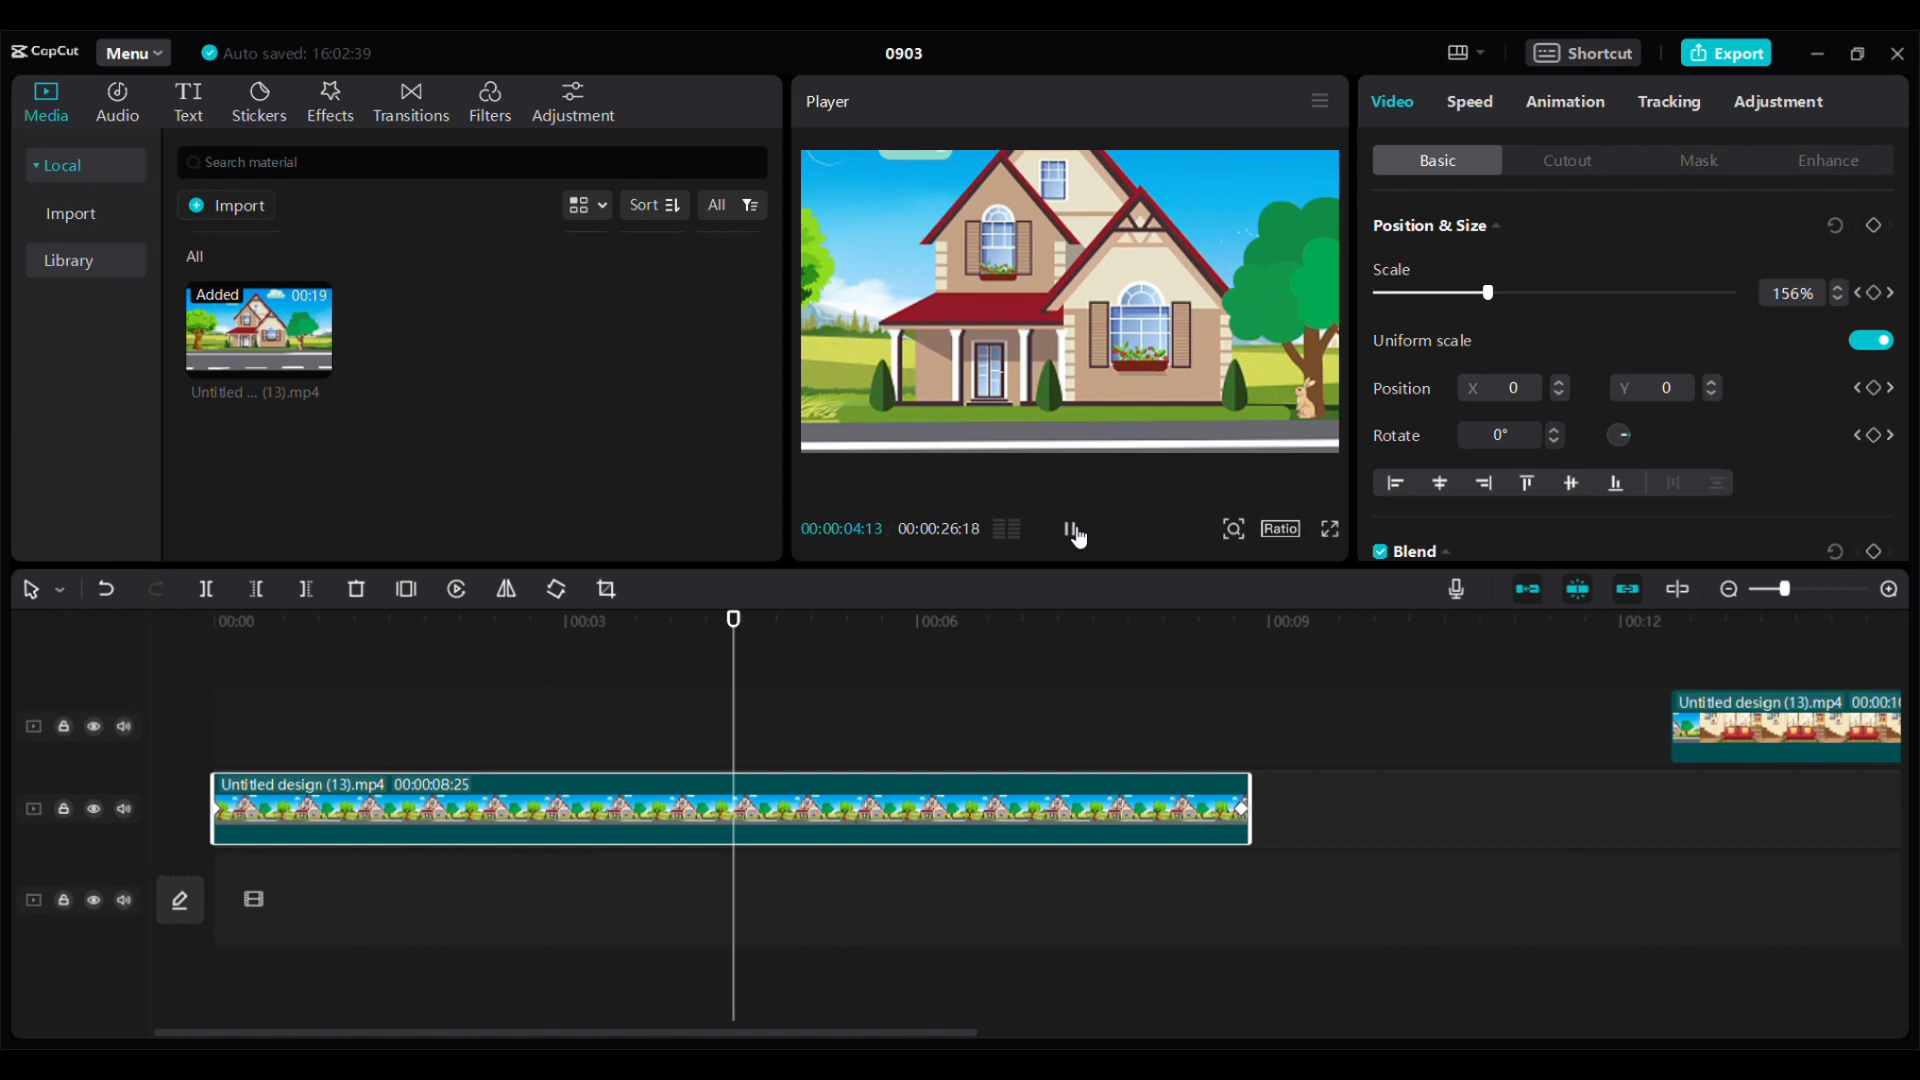 CapCut Menu Auto saved: 16:02:39 0903 Shortcut Export
Media Audio Text Stickers Effects Transitions Filters Adjustment
Local
Import
Library
Search material
Import Sort All
All
Added 00:19
Untitled ... (13).mp4
Player
00:00:04:13 / 00:00:26:18 Ratio
Video Speed Animation Tracking Adjustment
Basic Cutout Mask Enhance
Position & Size
Scale
156%
Uniform scale
Position X 0 Y 0
Rotate 0°
Blend
00:00 00:03 00:06 00:09 00:12
Untitled design (13).mp4 00:00:1
Untitled design (13).mp4 00:00:08:25